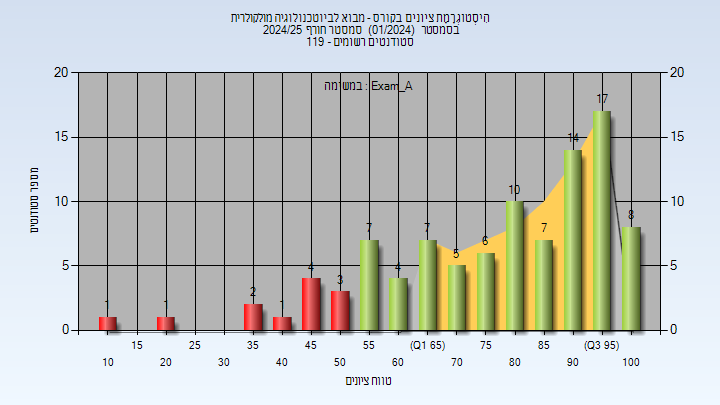 היסטוגרמת ציונים בקורס - מבוא לביוטכנולוגיה מולקולרית
בסמסטר (01/2024) סמסטר חורף 2024/25
סטודנטים רשומים - 119
במשימה : Exam_A
20 20
15 15
10 10
5 5
0 0
מספר סטודנטים
1 1 2 1 4 3 7 4 7 5 6 10 7 14 17 8
15 25 35 45 55 (Q1 65) 75 85 (Q3 95)
10 20 30 40 50 60 70 80 90 100
טווח ציונים